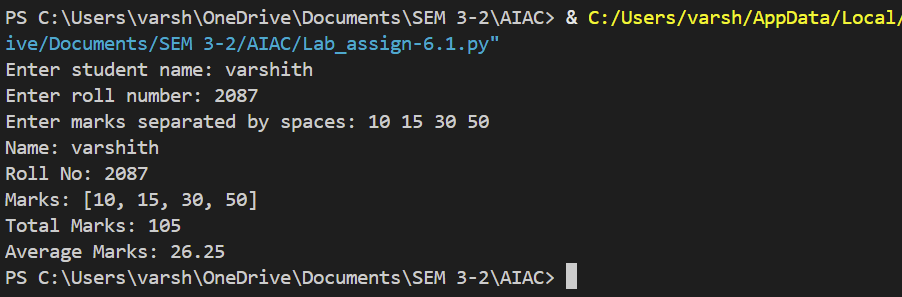 PS C:\Users\varsh\OneDrive\Documents\SEM 3-2\AIAC> & C:/Users/varsh/AppData/Local/
ive/Documents/SEM 3-2/AIAC/Lab_assign-6.1.py"
Enter student name: varshith
Enter roll number: 2087
Enter marks separated by spaces: 10 15 30 50
Name: varshith
Roll No: 2087
Marks: [10, 15, 30, 50]
Total Marks: 105
Average Marks: 26.25
PS C:\Users\varsh\OneDrive\Documents\SEM 3-2\AIAC>